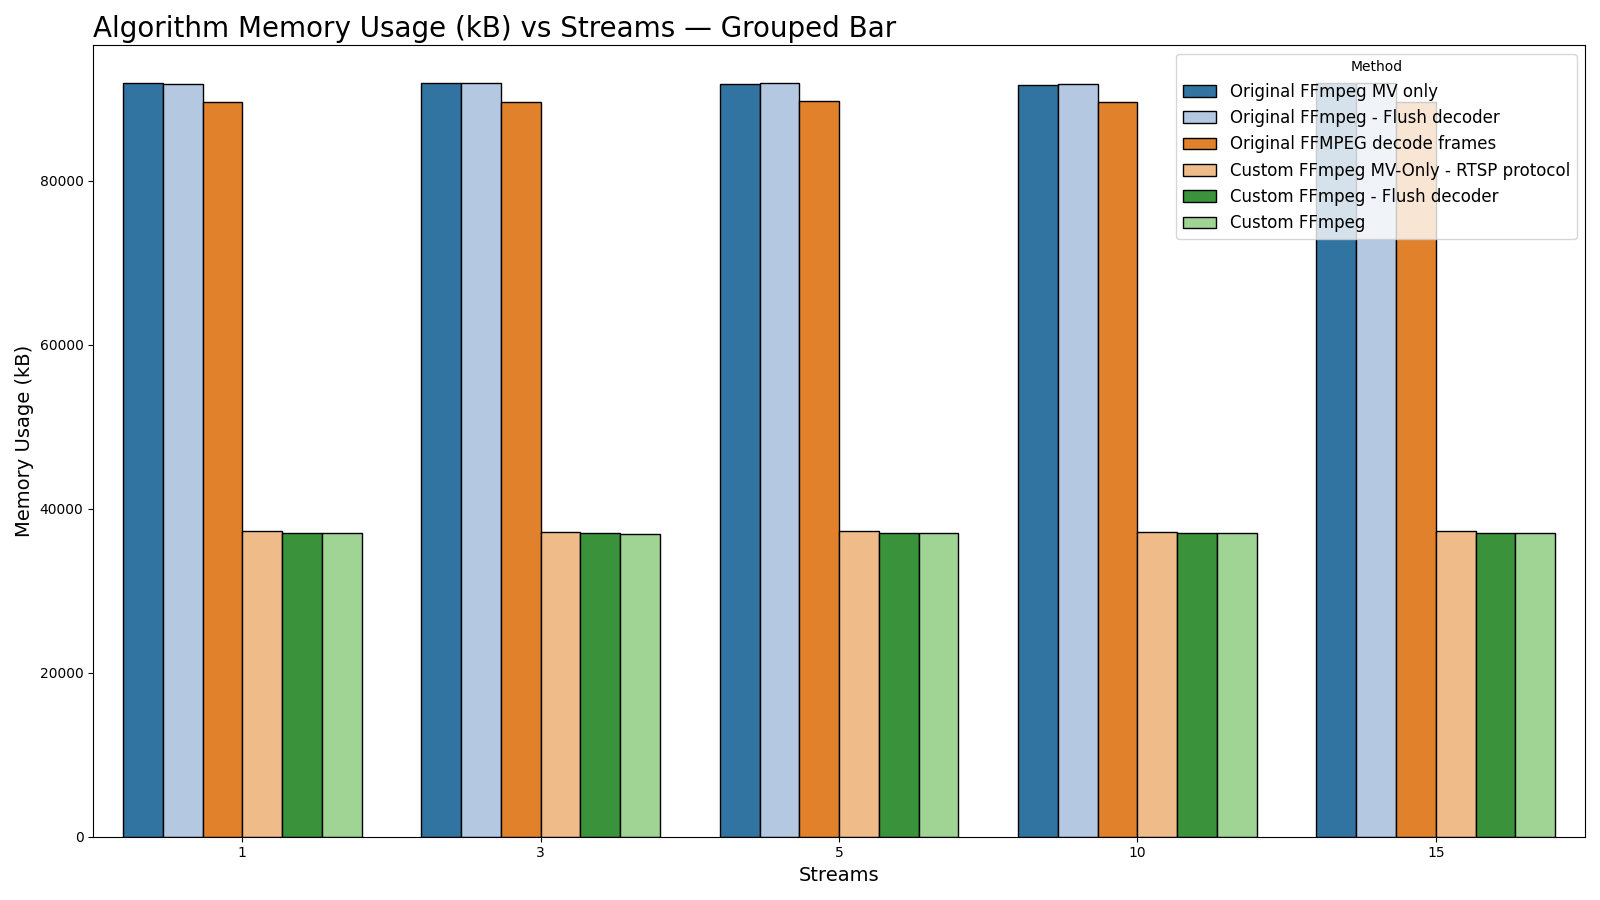 Algorithm Memory Usage (kB) vs Streams — Grouped Bar
Method
Original FFmpeg MV only
Original FFmpeg - Flush decoder
Original FFMPEG decode frames
Custom FFmpeg MV-Only - RTSP protocol
Custom FFmpeg - Flush decoder
Custom FFmpeg
Memory Usage (kB)
80000
60000
40000
20000
0
1 3 5 10 15
Streams